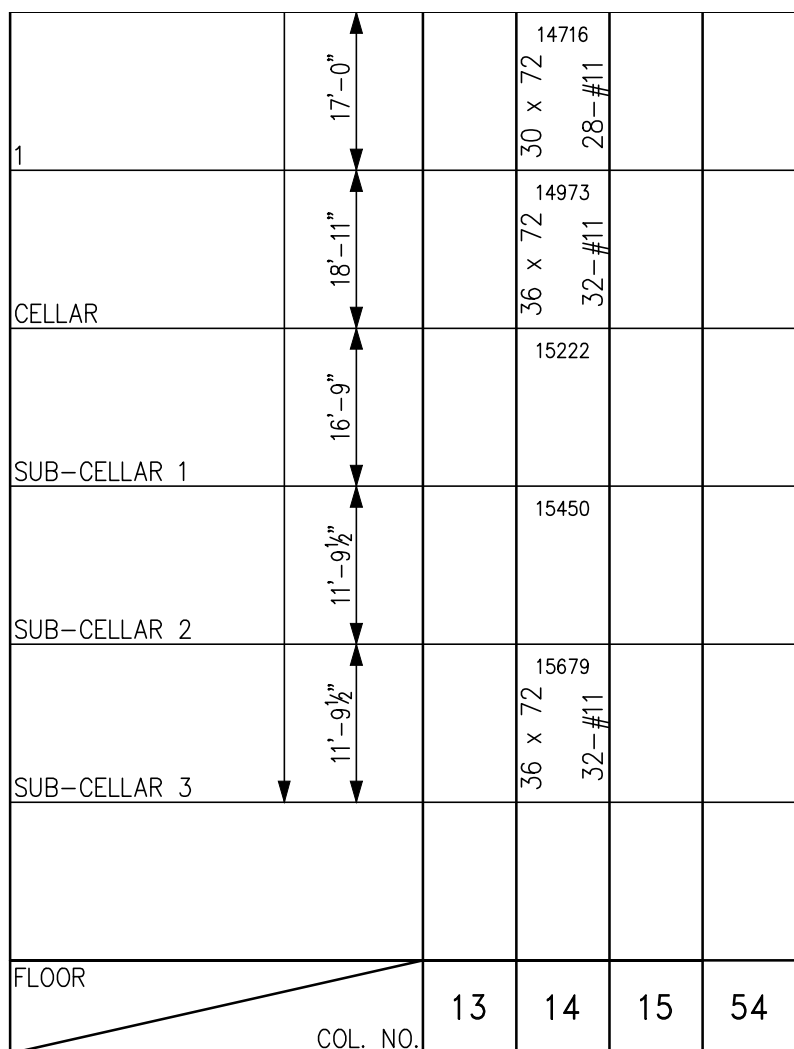 1
17'-0"
14716
30 x 72
28-#11
CELLAR
18'-11"
14973
36 x 72
32-#11
SUB-CELLAR 1
16'-9"
15222
SUB-CELLAR 2
11'-9½"
15450
SUB-CELLAR 3
11'-9½"
15679
36 x 72
32-#11
FLOOR
COL. NO.
13
14
15
54